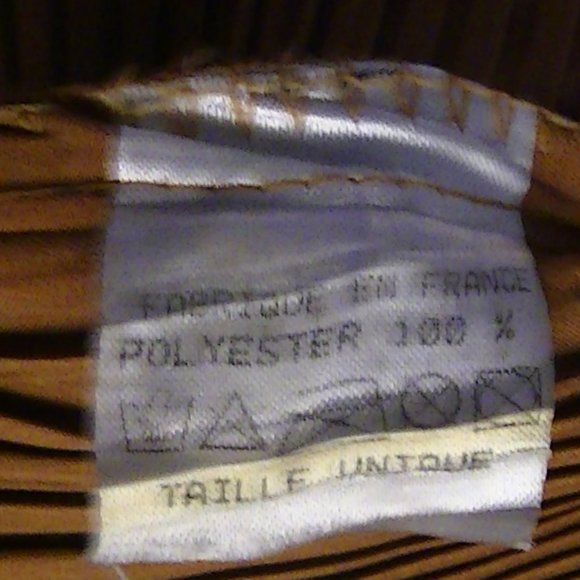 FABRIQUE EN FRANCE
POLYESTER 100 %
TAILLE UNIQUE